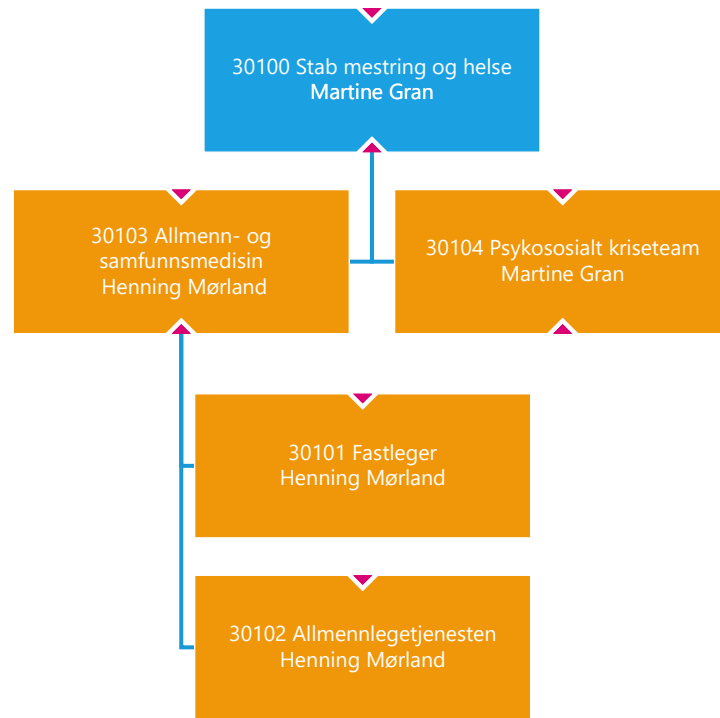 30100 Stab mestring og helse
Martine Gran
30103 Allmenn- og
samfunnsmedisin
Henning Mørland
30104 Psykososialt kriseteam
Martine Gran
30101 Fastleger
Henning Mørland
30102 Allmennlegetjenesten
Henning Mørland